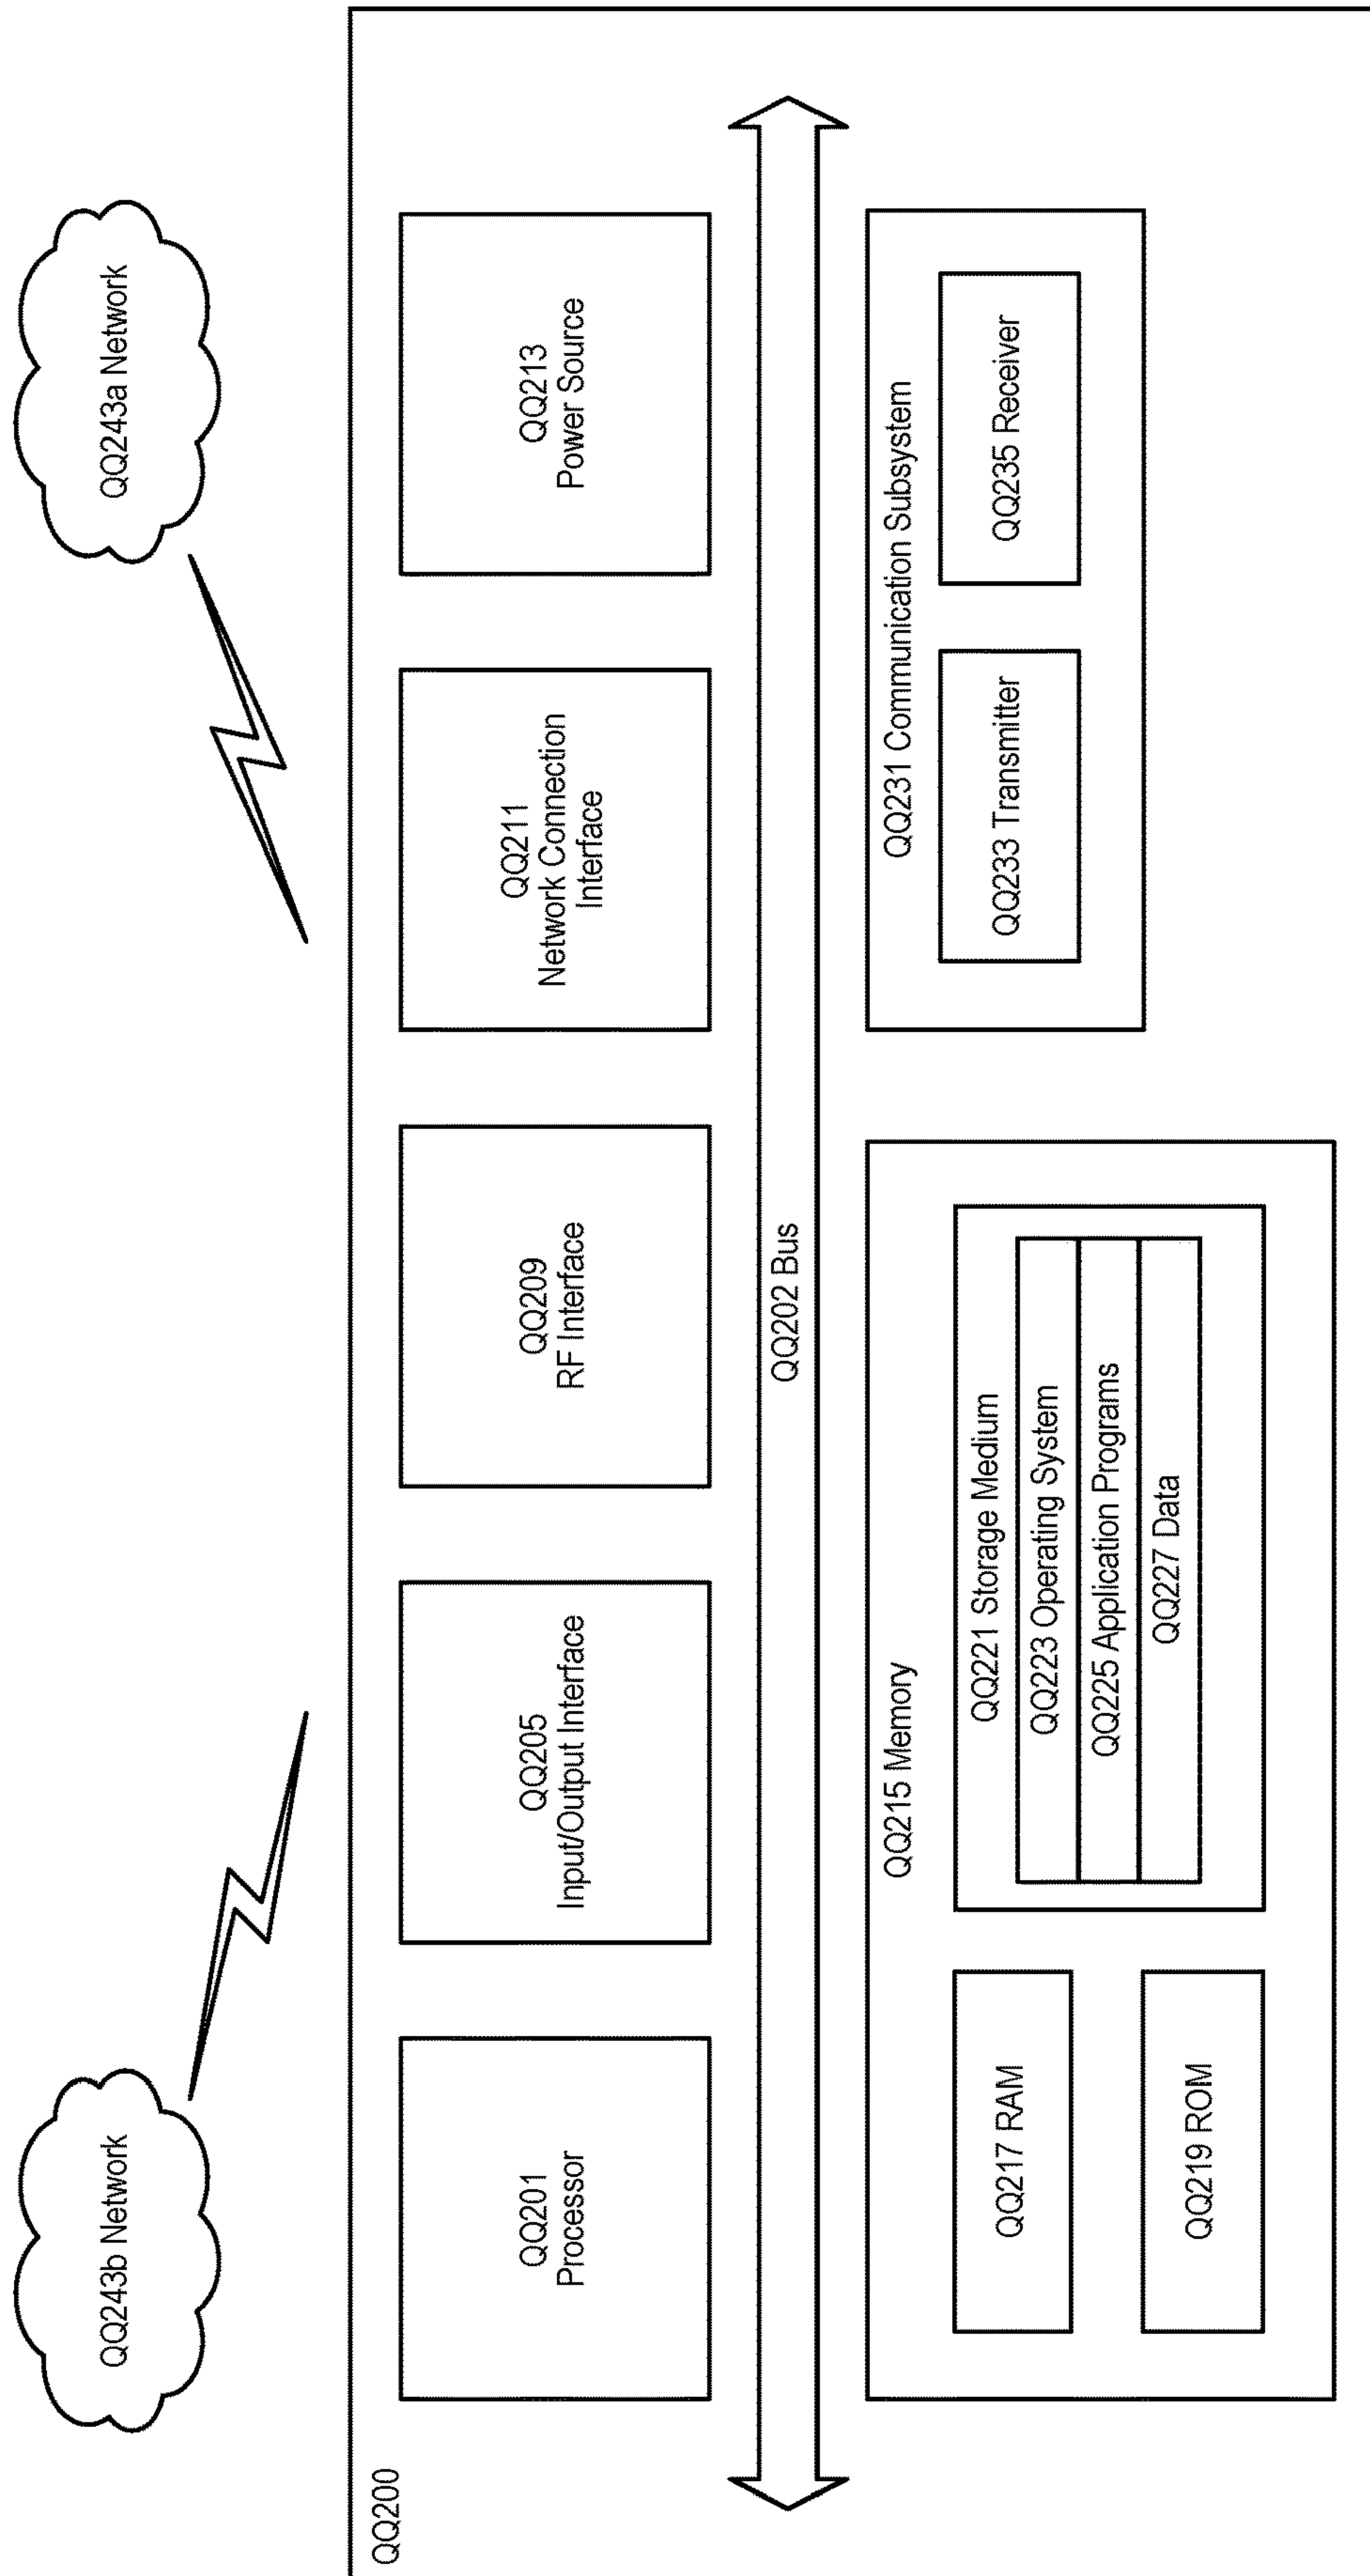 QQ243b Network
QQ243a Network
QQ200
QQ201
Processor
QQ205
Input/Output Interface
QQ209
RF Interface
QQ211
Network Connection
Interface
QQ213
Power Source
QQ202 Bus
QQ215 Memory
QQ217 RAM
QQ219 ROM
QQ221 Storage Medium
QQ223 Operating System
QQ225 Application Programs
QQ227 Data
QQ231 Communication Subsystem
QQ233 Transmitter
QQ235 Receiver